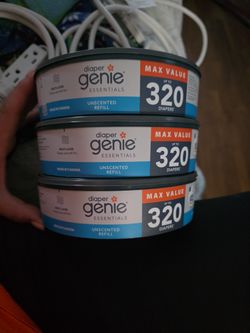 diaper
genie
ESSENTIALS
UNSCENTED
REFILL
MAX VALUE
UP TO
320
DIAPERS
diaper
genie
ESSENTIALS
UNSCENTED
REFILL
MAX VALUE
UP TO
320
DIAPERS
diaper
genie
ESSENTIALS
UNSCENTED
REFILL
MAX VALUE
UP TO
320
DIAPERS